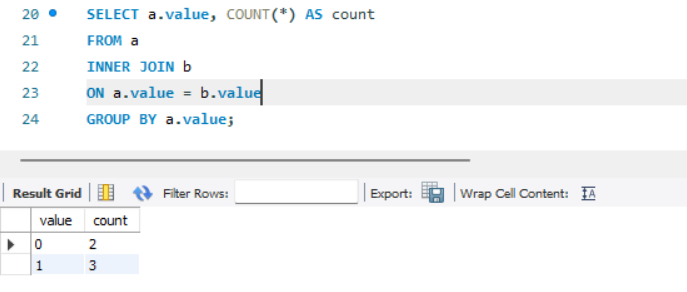 20 SELECT a.value, COUNT(*) AS count
21 FROM a
22 INNER JOIN b
23 ON a.value = b.value
24 GROUP BY a.value;
Result Grid Filter Rows: Export: Wrap Cell Content: IA
value count
0 2
1 3